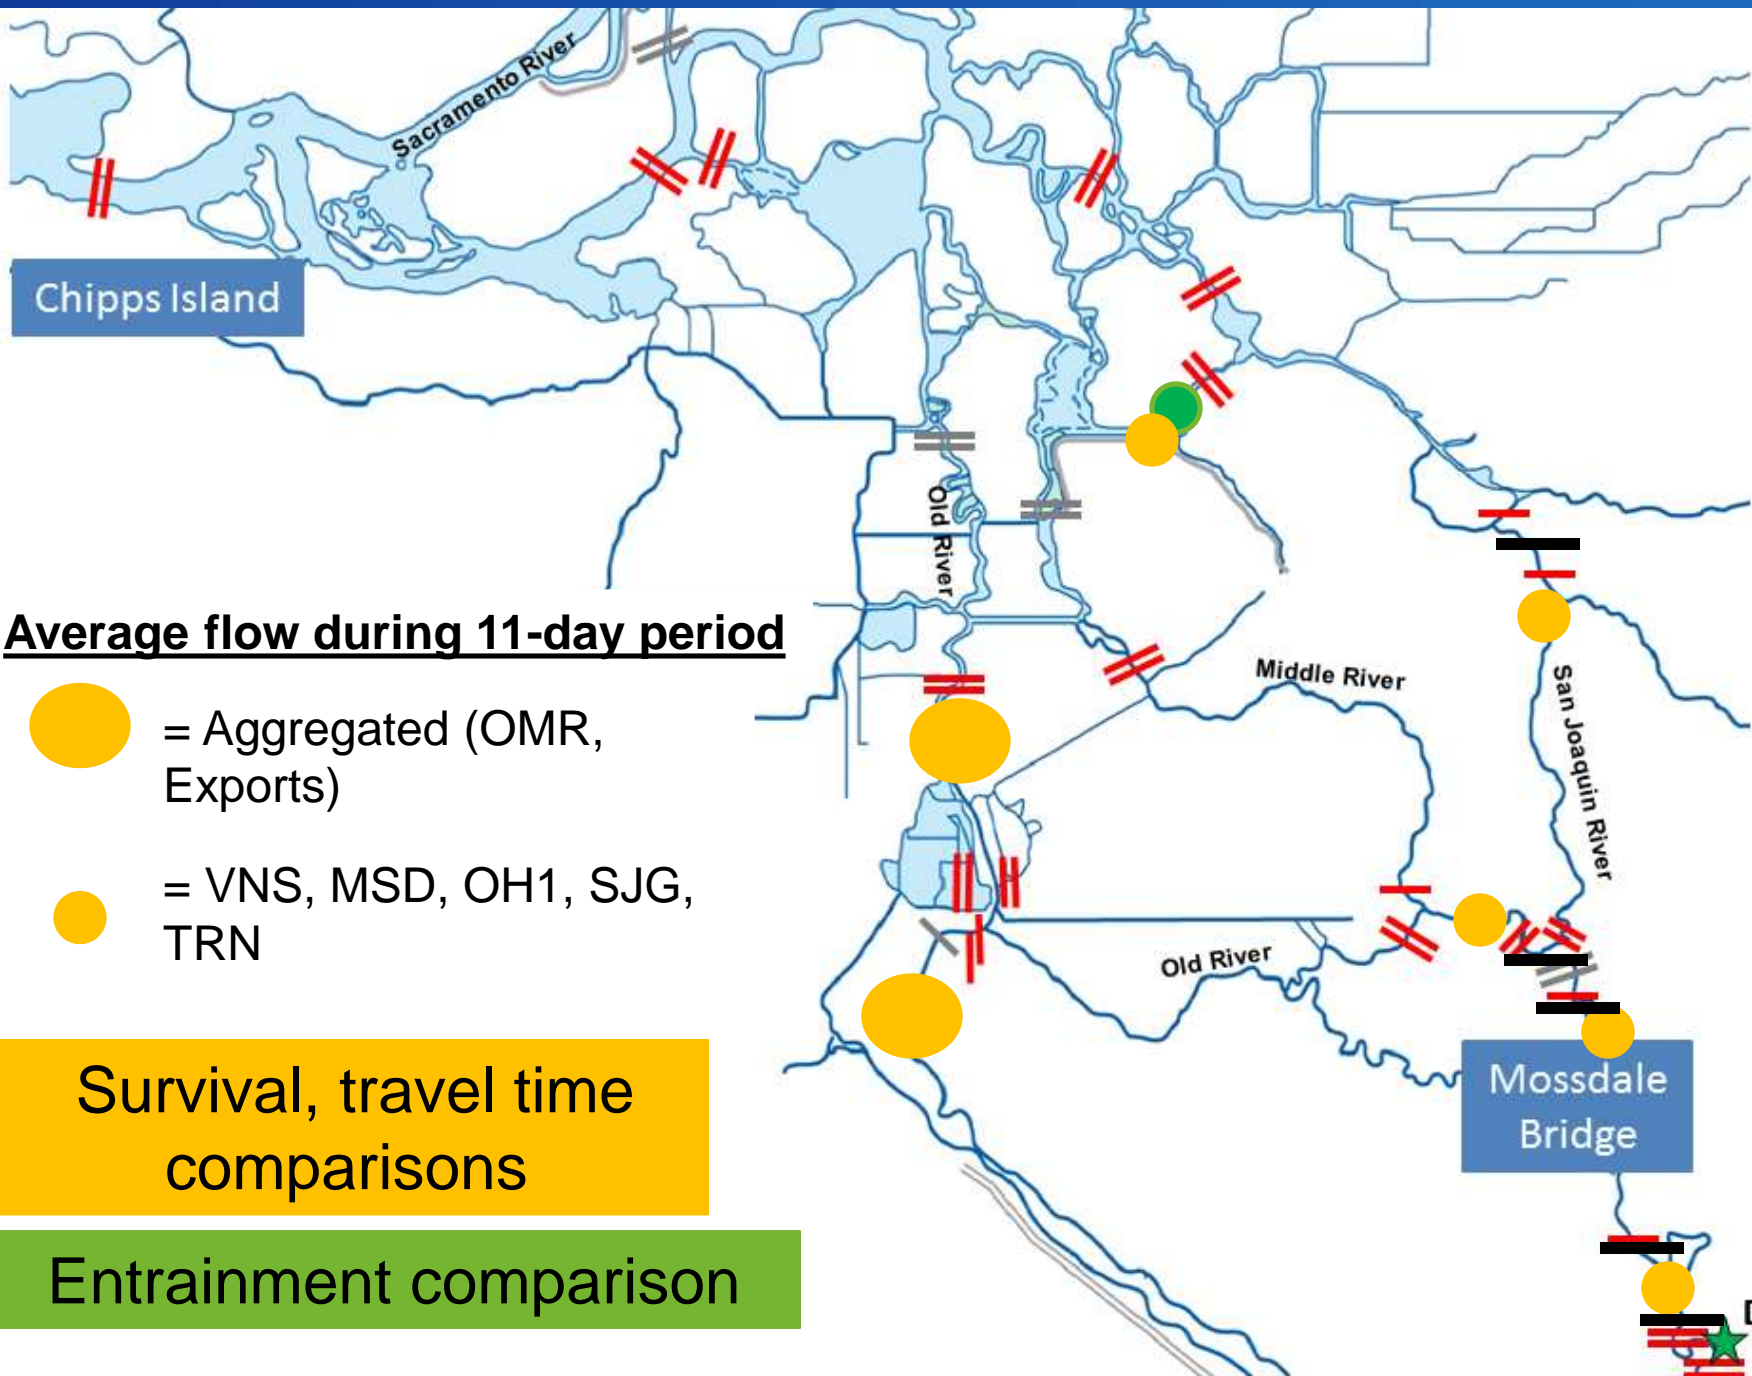 Sacramento River
Chipps Island
Old River
Average flow during 11-day period
= Aggregated (OMR,
Exports)
= VNS, MSD, OH1, SJG,
TRN
Middle River
San Joaquin River
Old River
Survival, travel time
comparisons
Mossdale
Bridge
Entrainment comparison